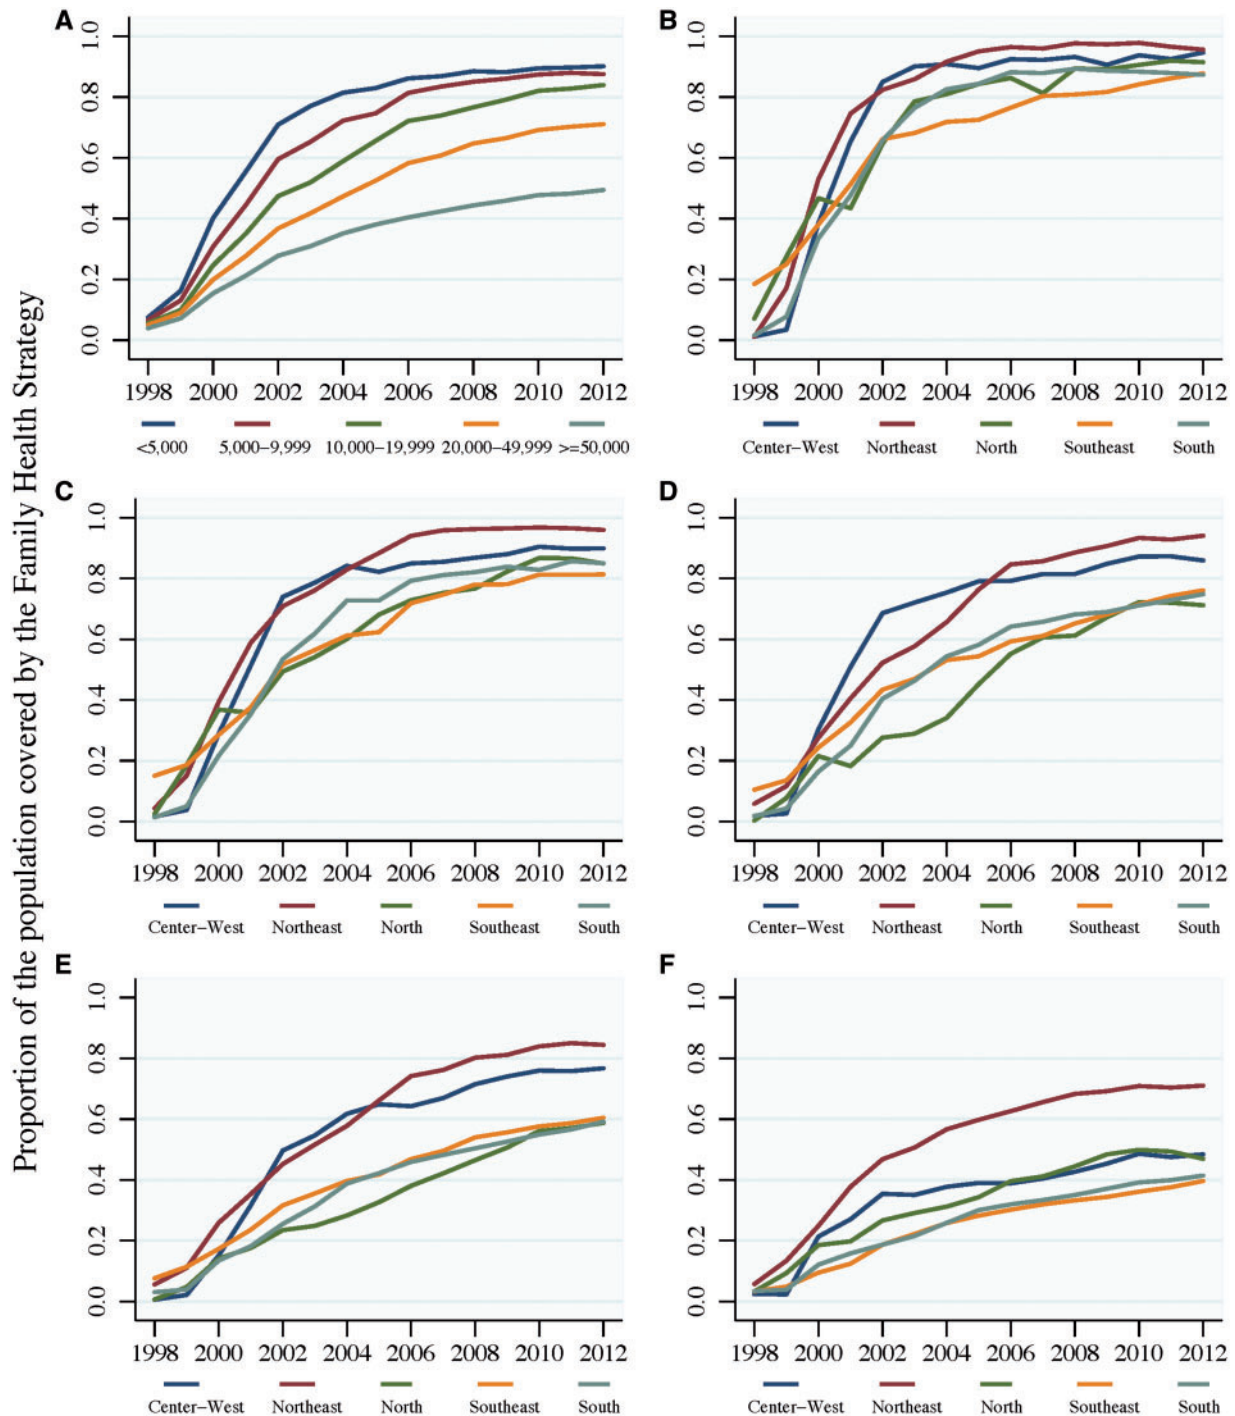 Proportion of the population covered by the Family Health Strategy
A
1.0
0.8
0.6
0.4
0.2
0.0
1998 2000 2002 2004 2006 2008 2010 2012
<5,000 5,000–9,999 10,000–19,999 20,000–49,999 >=50,000
B
1.0
0.8
0.6
0.4
0.2
0.0
1998 2000 2002 2004 2006 2008 2010 2012
Center–West Northeast North Southeast South
C
1.0
0.8
0.6
0.4
0.2
0.0
1998 2000 2002 2004 2006 2008 2010 2012
Center–West Northeast North Southeast South
D
1.0
0.8
0.6
0.4
0.2
0.0
1998 2000 2002 2004 2006 2008 2010 2012
Center–West Northeast North Southeast South
E
1.0
0.8
0.6
0.4
0.2
0.0
1998 2000 2002 2004 2006 2008 2010 2012
Center–West Northeast North Southeast South
F
1.0
0.8
0.6
0.4
0.2
0.0
1998 2000 2002 2004 2006 2008 2010 2012
Center–West Northeast North Southeast South